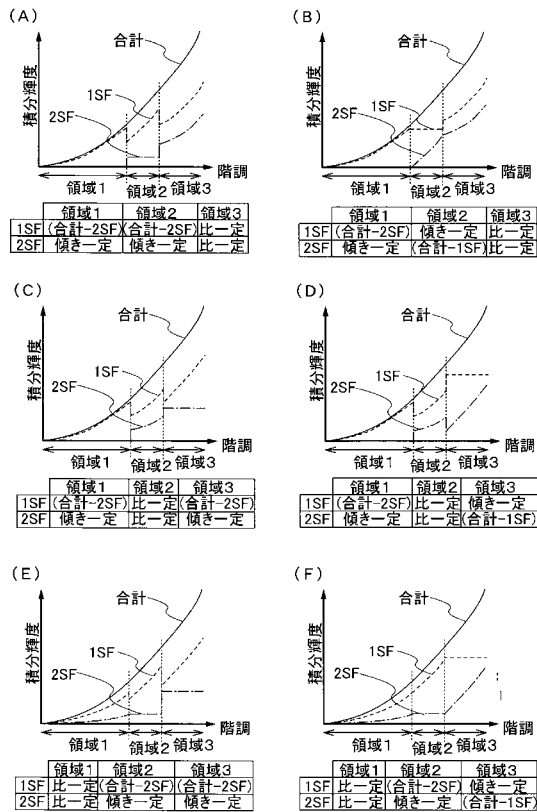 (A)
積分輝度
合計
1SF
2SF
階調
領域1 領域2 領域3
領域1 領域2 領域3
1SF (合計-2SF) (合計-2SF) 比一定
2SF 傾き一定 傾き一定 比一定
(B)
積分輝度
合計
1SF
2SF
階調
領域1 領域2 領域3
領域1 領域2 領域3
1SF (合計-2SF) 傾き一定 比一定
2SF 傾き一定 (合計-1SF) 比一定
(C)
積分輝度
合計
1SF
2SF
階調
領域1 領域2 領域3
領域1 領域2 領域3
1SF (合計-2SF) 比一定 (合計-2SF)
2SF 傾き一定 比一定 傾き一定
(D)
積分輝度
合計
1SF
2SF
階調
領域1 領域2 領域3
領域1 領域2 領域3
1SF (合計-2SF) 比一定 傾き一定
2SF 傾き一定 比一定 (合計-1SF)
(E)
積分輝度
合計
1SF
2SF
階調
領域1 領域2 領域3
領域1 領域2 領域3
1SF 比一定 (合計-2SF) (合計-2SF)
2SF 比一定 傾き一定 傾き一定
(F)
積分輝度
合計
1SF
2SF
階調
領域1 領域2 領域3
領域1 領域2 領域3
1SF 比一定 (合計-2SF) 傾き一定
2SF 比一定 傾き一定 (合計-1SF)